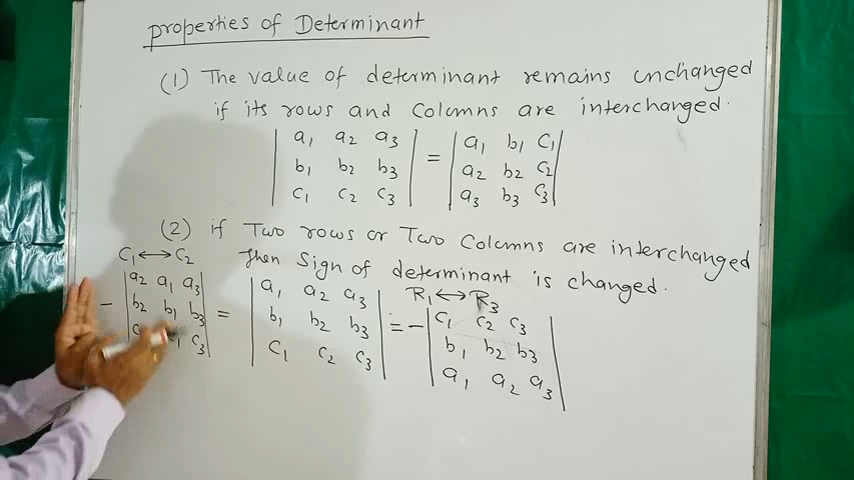 properties of Determinant
(1) The value of determinant remains unchanged
if its rows and Columns are interchanged.
| a₁ a₂ a₃ | | a₁ b₁ c₁ |
| b₁ b₂ b₃ | = | a₂ b₂ c₂ |
| c₁ c₂ c₃ | | a₃ b₃ c₃ |
(2) if Two rows or Two Columns are interchanged
then Sign of determinant is changed.
C₁ ↔ C₂ R₁ ↔ R₃
| a₂ a₁ a₃ | | a₁ a₂ a₃ | | c₁ c₂ c₃ |
– | b₂ b₁ b₃ | = | b₁ b₂ b₃ | = – | b₁ b₂ b₃ |
| c₁ c₃ | | c₁ c₂ c₃ | | a₁ a₂ a₃ |